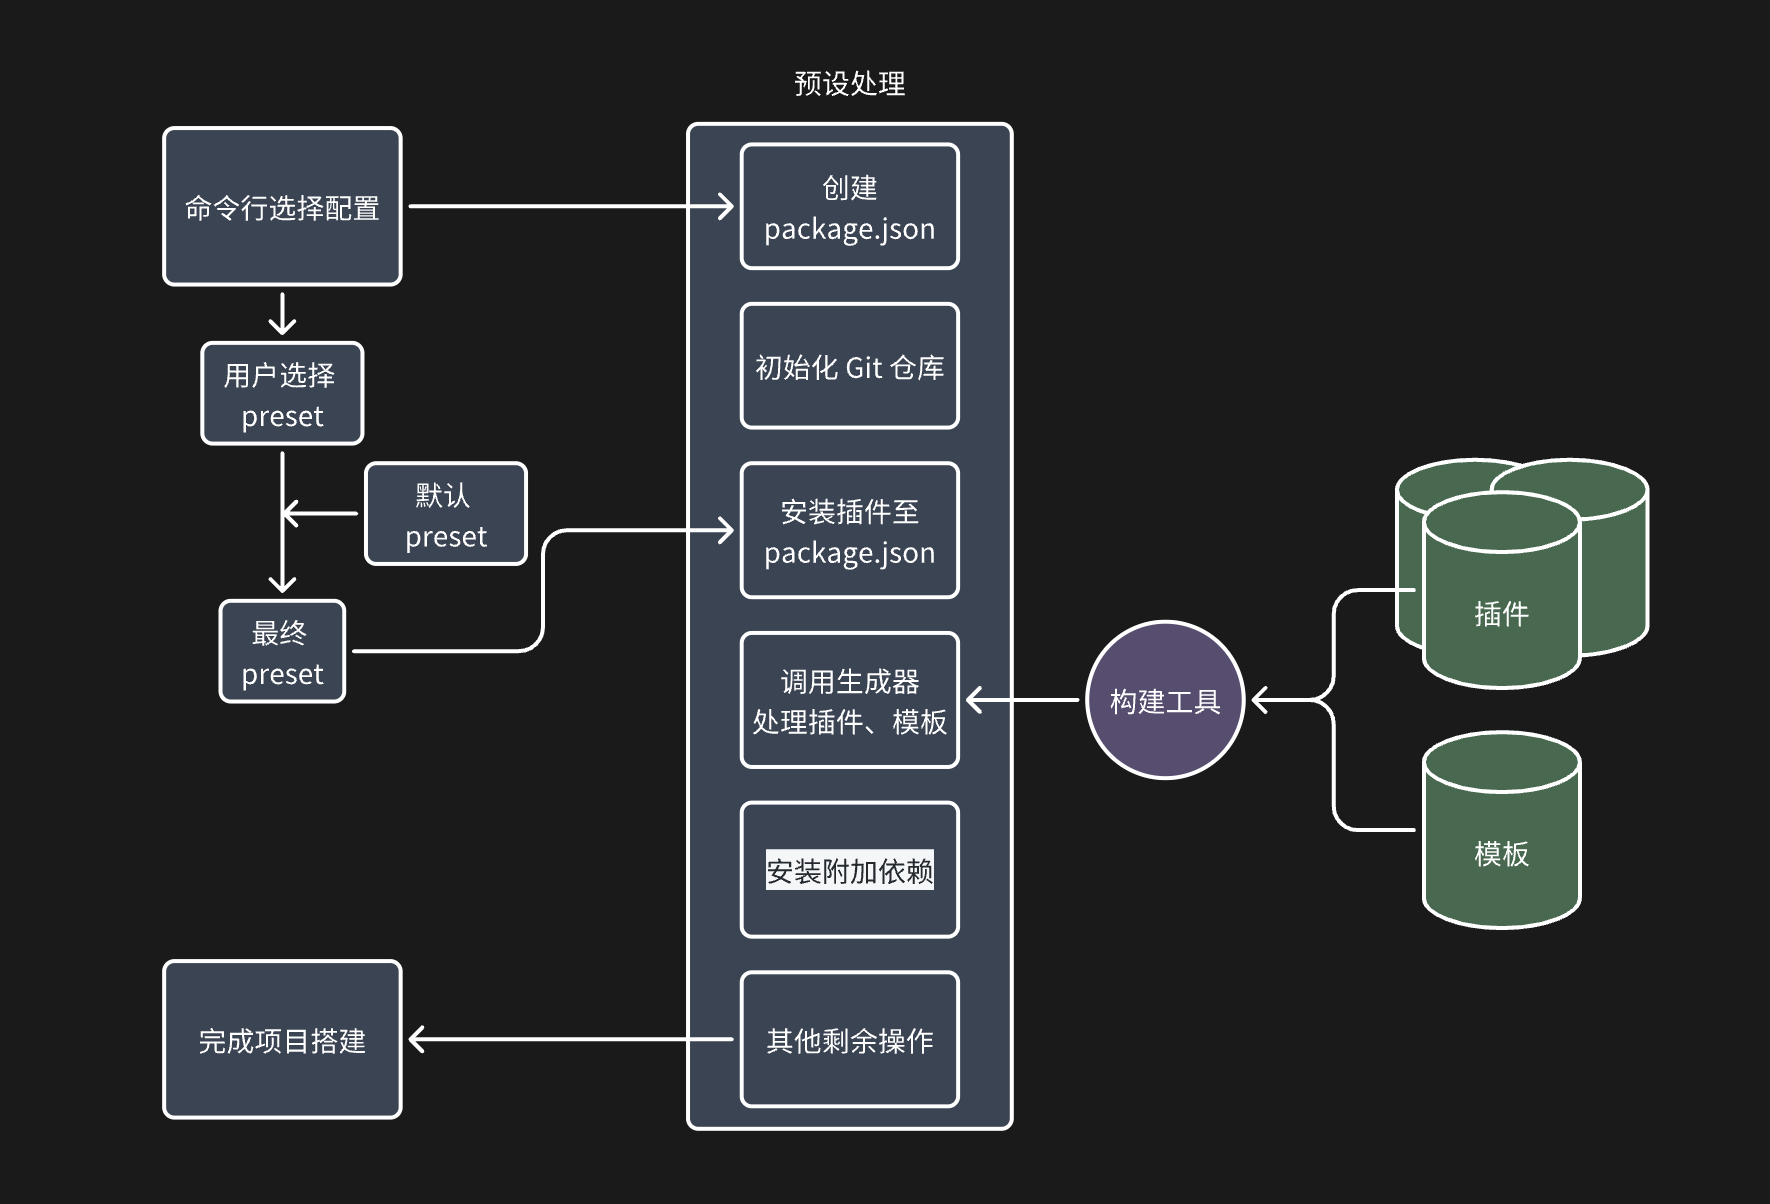 预设处理
命令行选择配置
用户选择
preset
默认
preset
最终
preset
创建
package.json
初始化 Git 仓库
安装插件至
package.json
调用生成器
处理插件、模板
安装附加依赖
其他剩余操作
完成项目搭建
构建工具
插件
模板